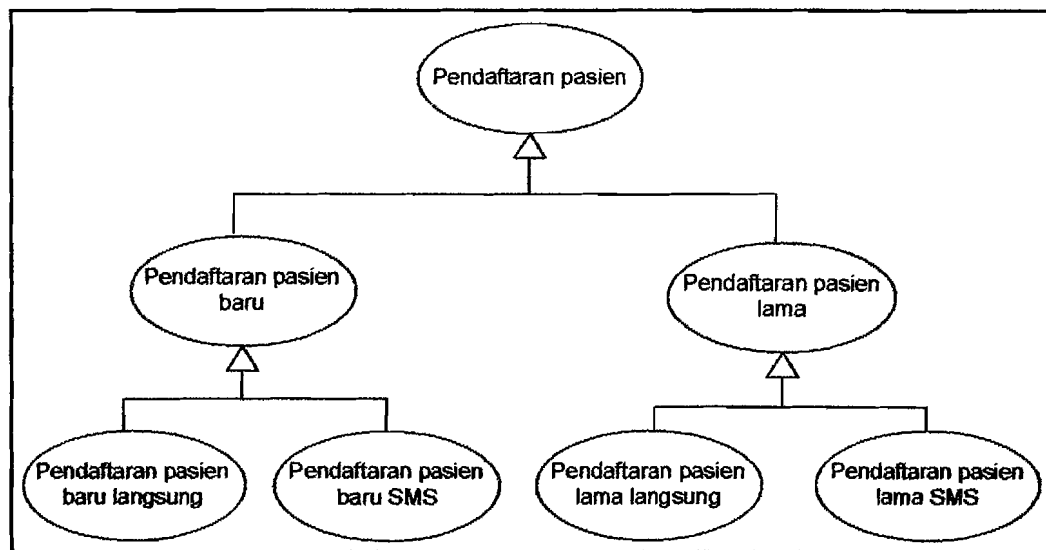 Pendaftaran pasien
Pendaftaran pasien
baru
Pendaftaran pasien
lama
Pendaftaran pasien
baru langsung
Pendaftaran pasien
baru SMS
Pendaftaran pasien
lama langsung
Pendaftaran pasien
lama SMS